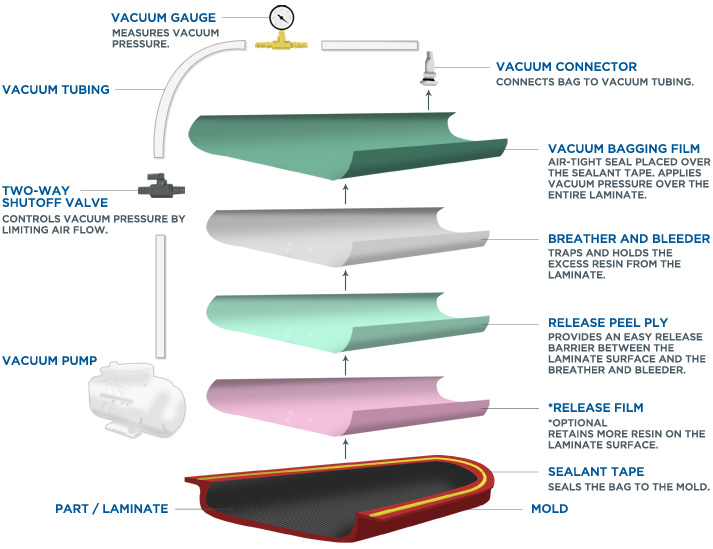 VACUUM GAUGE
MEASURES VACUUM
PRESSURE.
VACUUM CONNECTOR
CONNECTS BAG TO VACUUM TUBING.
VACUUM TUBING
VACUUM BAGGING FILM
AIR-TIGHT SEAL PLACED OVER
THE SEALANT TAPE. APPLIES
VACUUM PRESSURE OVER THE
ENTIRE LAMINATE.
TWO-WAY
SHUTOFF VALVE
CONTROLS VACUUM PRESSURE BY
LIMITING AIR FLOW.
BREATHER AND BLEEDER
TRAPS AND HOLDS THE
EXCESS RESIN FROM THE
LAMINATE.
RELEASE PEEL PLY
PROVIDES AN EASY RELEASE
BARRIER BETWEEN THE
LAMINATE SURFACE AND THE
BREATHER AND BLEEDER.
VACUUM PUMP
*RELEASE FILM
*OPTIONAL
RETAINS MORE RESIN ON THE
LAMINATE SURFACE.
SEALANT TAPE
SEALS THE BAG TO THE MOLD.
PART / LAMINATE
MOLD